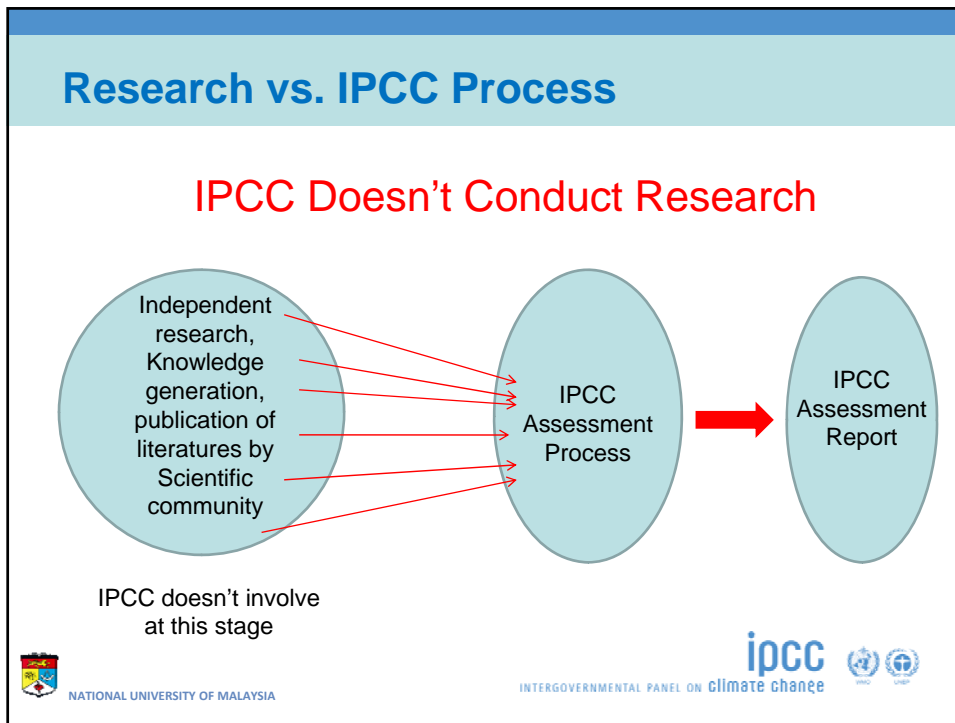 Research vs. IPCC Process
IPCC Doesn't Conduct Research
Independent
research,
Knowledge
generation,
publication of
literatures by
Scientific
community
IPCC
Assessment
Process
IPCC
Assessment
Report
IPCC doesn't involve
at this stage
NATIONAL UNIVERSITY OF MALAYSIA
ipcc
INTERGOVERNMENTAL PANEL ON climate change
WMO
UNEP